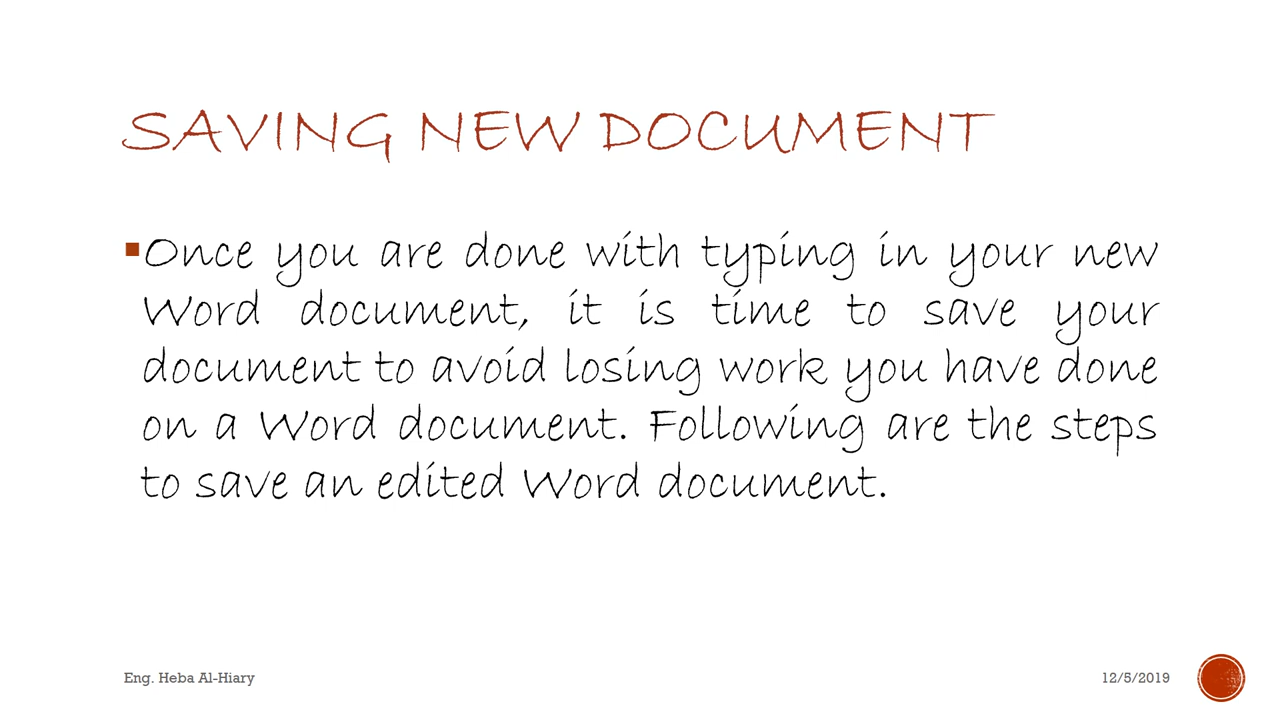 SAVING NEW DOCUMENT
▪Once you are done with typing in your new
Word document, it is time to save your
document to avoid losing work you have done
on a Word document. Following are the steps
to save an edited Word document.
Eng. Heba Al-Hiary
12/5/2019